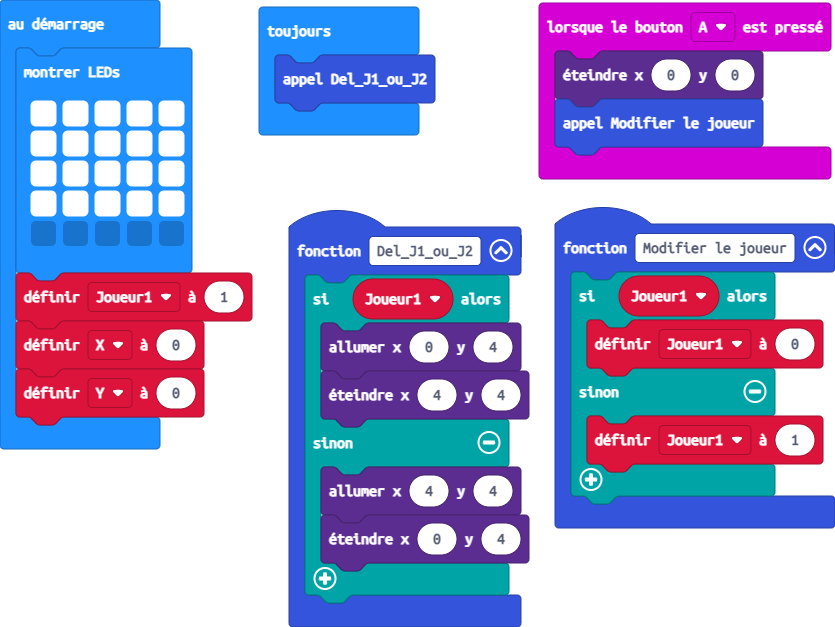 au démarrage
montrer LEDs
définir Joueur1 à 1
définir X à 0
définir Y à 0
toujours
appel Del_J1_ou_J2
lorsque le bouton A est pressé
éteindre x 0 y 0
appel Modifier le joueur
fonction Del_J1_ou_J2
si Joueur1 alors
allumer x 0 y 4
éteindre x 4 y 4
sinon
allumer x 4 y 4
éteindre x 0 y 4
fonction Modifier le joueur
si Joueur1 alors
définir Joueur1 à 0
sinon
définir Joueur1 à 1